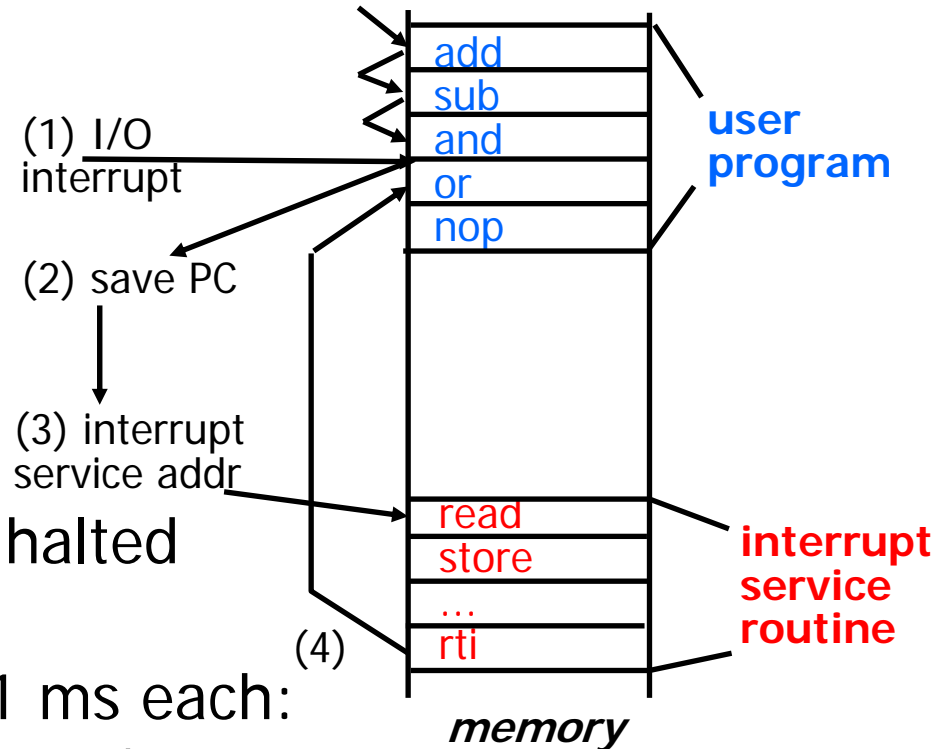 add
sub
and
or
nop
user
program
(1) I/O
interrupt
(2) save PC
(3) interrupt
service addr
halted
read
store
...
rti
(4)
interrupt
service
routine
1 ms each:
memory